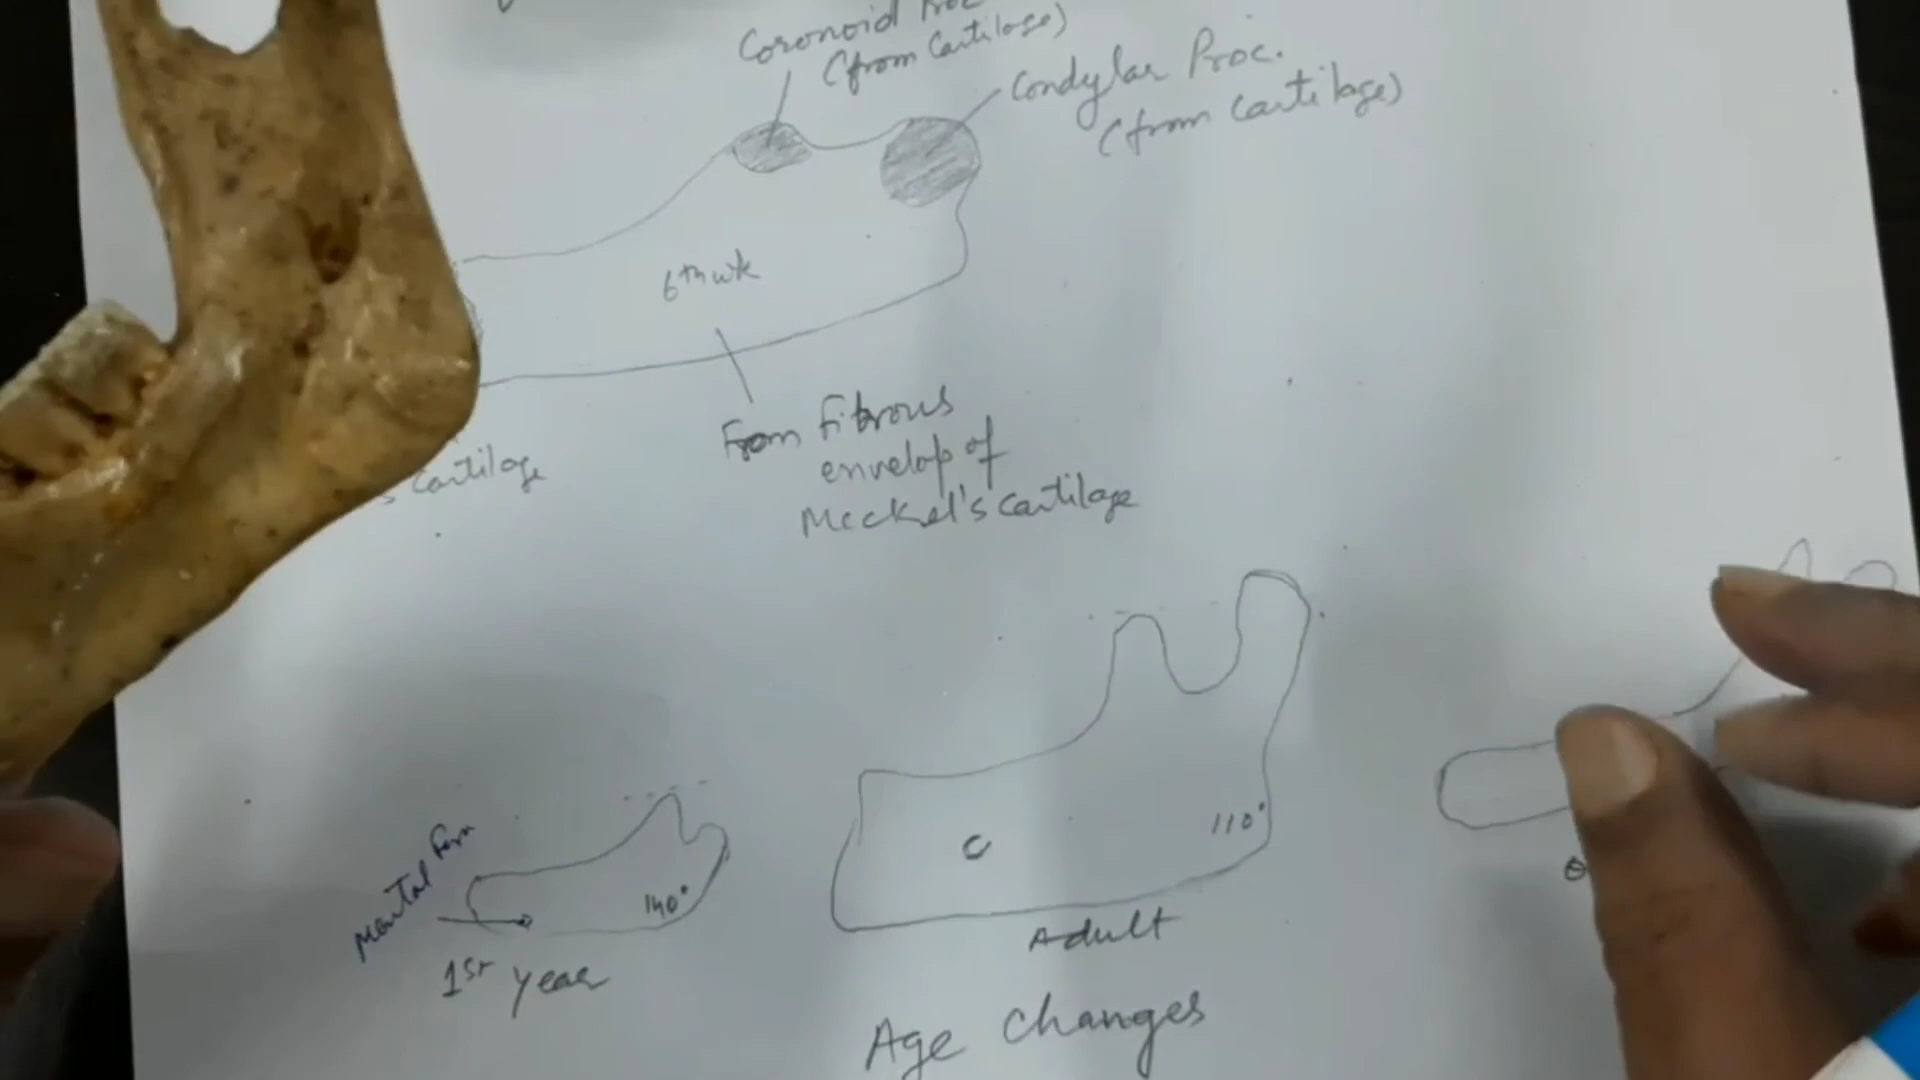 Coronoid Proc
(from Cartilage)
Condylar Proc.
(from Cartilage)
6th wk
s Cartilage
From Fibrous
envelop of
Meckel's cartilage
110°
140°
C
Mental Forn
1st year
Adult
Age Changes